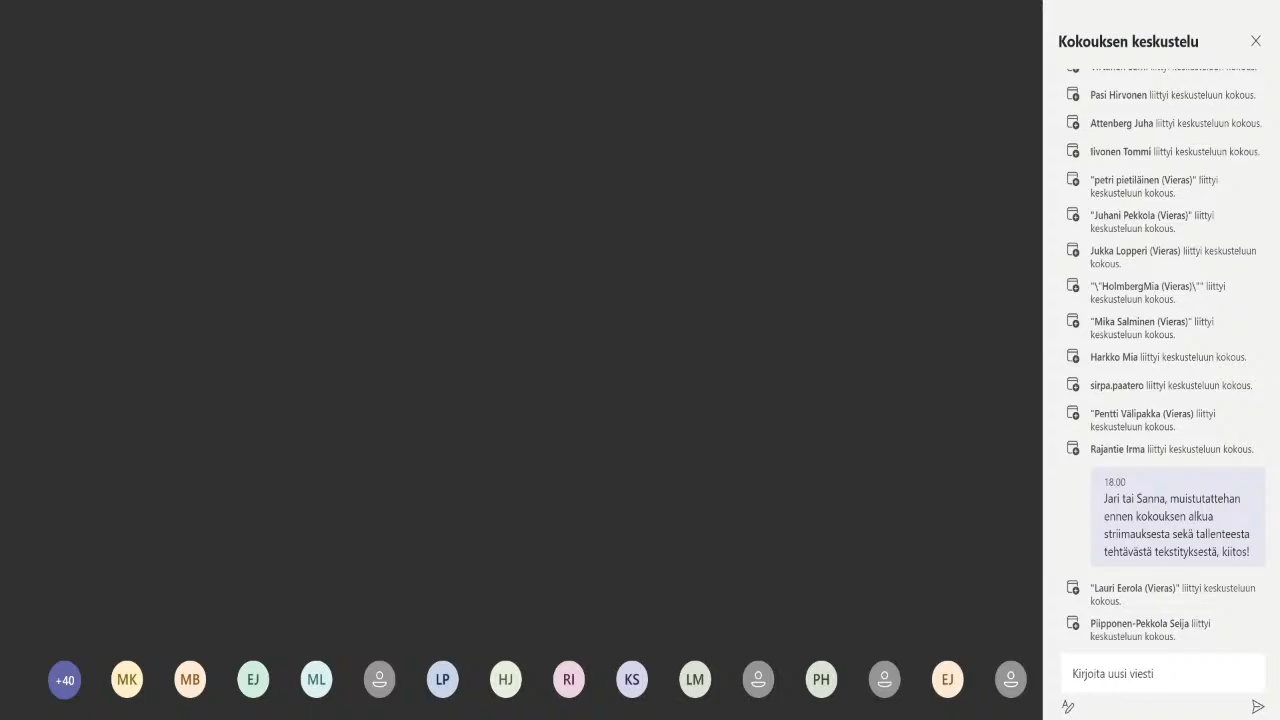 Kokouksen keskustelu
liittyi keskusteluun kokous.
Pasi Hirvonen liittyi keskusteluun kokous.
Attenberg Juha liittyi keskusteluun kokous.
Iivonen Tommi liittyi keskusteluun kokous.
"petri pietiläinen (Vieras)" liittyi
keskusteluun kokous.
"Juhani Pekkola (Vieras)" liittyi
keskusteluun kokous.
Jukka Lopperi (Vieras) liittyi keskusteluun
kokous.
"\"HolmbergMia (Vieras)\"" liittyi
keskusteluun kokous.
"Mika Salminen (Vieras)" liittyi
keskusteluun kokous.
Harkko Mia liittyi keskusteluun kokous.
sirpa.paatero liittyi keskusteluun kokous.
"Pentti Välipakka (Vieras) liittyi
keskusteluun kokous.
Rajantie Irma liittyi keskusteluun kokous.
18.00
Jari tai Sanna, muistutattehan
ennen kokouksen alkua
striimauksesta sekä tallenteesta
tehtävästä tekstityksestä, kiitos!
"Lauri Eerola (Vieras)" liittyi keskusteluun
kokous.
Piipponen-Pekkola Seija liittyi
keskusteluun kokous.
Kirjoita uusi viesti
+40 MK MB EJ ML LP HJ RI KS LM PH EJ